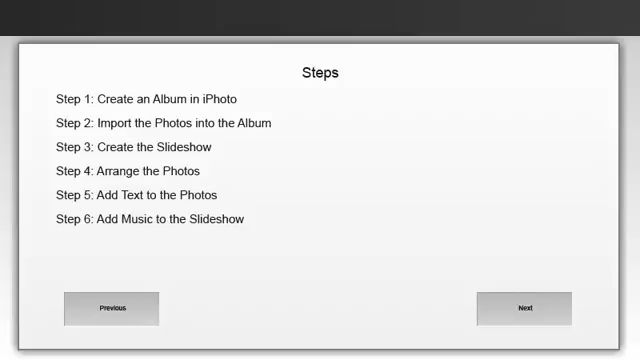 Steps
Step 1: Create an Album in iPhoto
Step 2: Import the Photos into the Album
Step 3: Create the Slideshow
Step 4: Arrange the Photos
Step 5: Add Text to the Photos
Step 6: Add Music to the Slideshow
Previous
Next